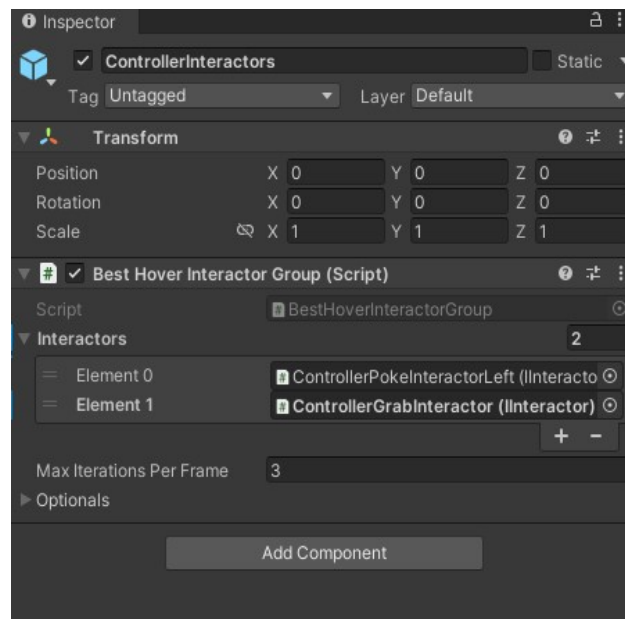 Inspector
ControllerInteractors Static
Tag Untagged Layer Default
Transform
Position X 0 Y 0 Z 0
Rotation X 0 Y 0 Z 0
Scale X 1 Y 1 Z 1
# Best Hover Interactor Group (Script)
Script BestHoverInteractorGroup
Interactors 2
Element 0 ControllerPokeInteractorLeft (IInteracto
Element 1 ControllerGrabInteractor (IInteractor)
+ -
Max Iterations Per Frame 3
Optionals
Add Component